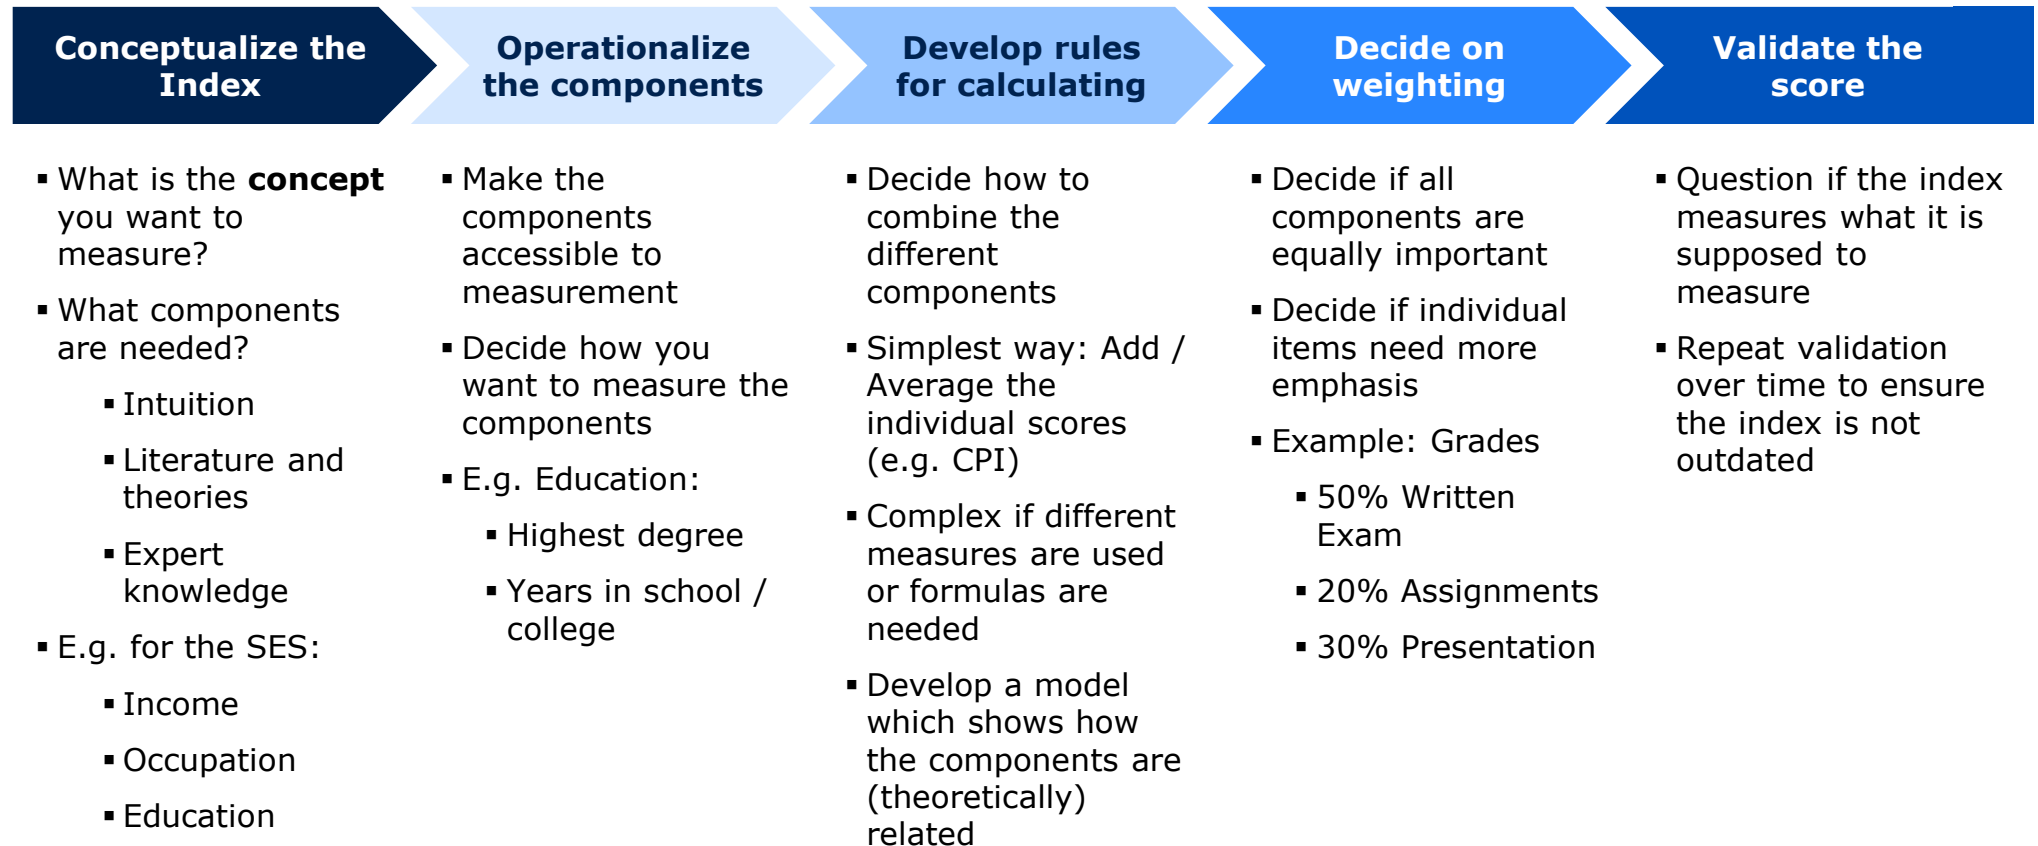 Conceptualize the
Index
Operationalize
the components
Develop rules
for calculating
Decide on
weighting
Validate the
score
▪ What is the concept
you want to
measure?
▪ What components
are needed?
▪ Intuition
▪ Literature and
theories
▪ Expert
knowledge
▪ E.g. for the SES:
▪ Income
▪ Occupation
▪ Education
▪ Make the
components
accessible to
measurement
▪ Decide how you
want to measure the
components
▪ E.g. Education:
▪ Highest degree
▪ Years in school /
college
▪ Decide how to
combine the
different
components
▪ Simplest way: Add /
Average the
individual scores
(e.g. CPI)
▪ Complex if different
measures are used
or formulas are
needed
▪ Develop a model
which shows how
the components are
(theoretically)
related
▪ Decide if all
components are
equally important
▪ Decide if individual
items need more
emphasis
▪ Example: Grades
▪ 50% Written
Exam
▪ 20% Assignments
▪ 30% Presentation
▪ Question if the index
measures what it is
supposed to
measure
▪ Repeat validation
over time to ensure
the index is not
outdated